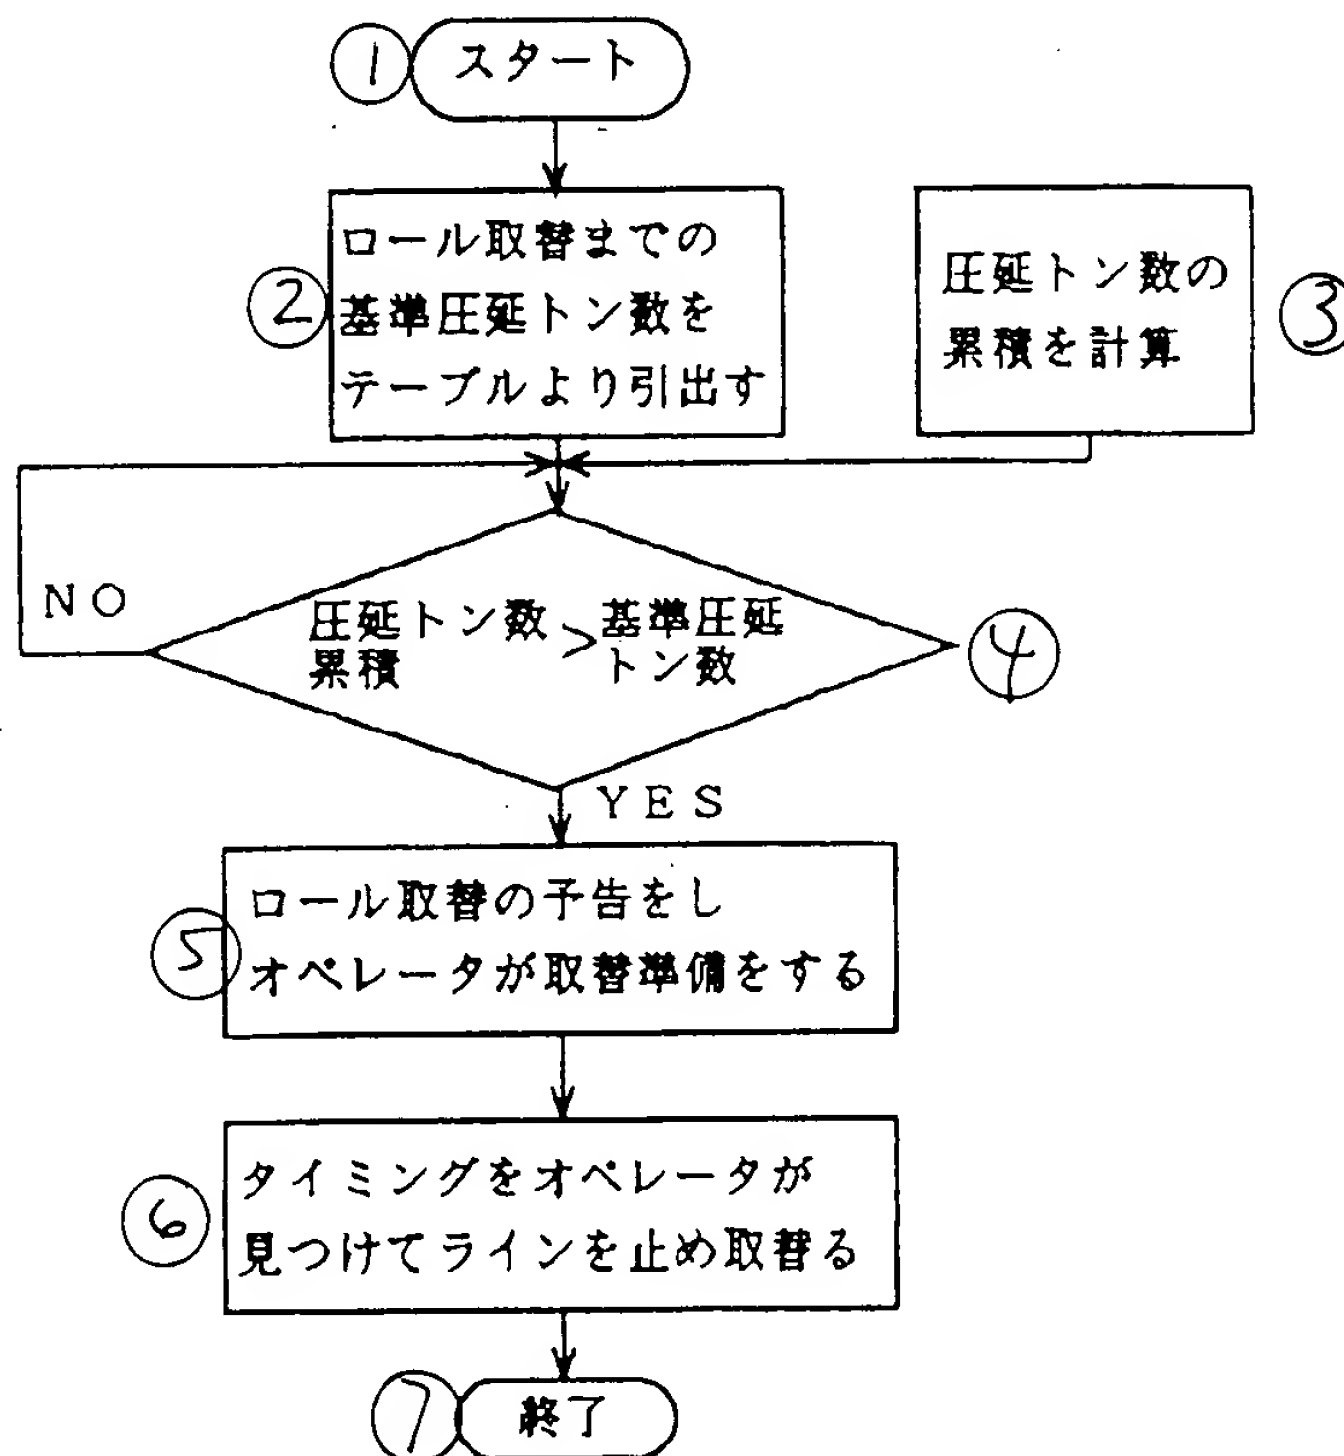 ① スタート
ロール取替までの
② 基準圧延トン数を
テーブルより引出す
圧延トン数の
累積を計算
③
NO
圧延トン数 > 基準圧延
累積 トン数
④
YES
ロール取替の予告をし
⑤ オペレータが取替準備をする
タイミングをオペレータが
⑥ 見つけてラインを止め取替る
⑦ 終了